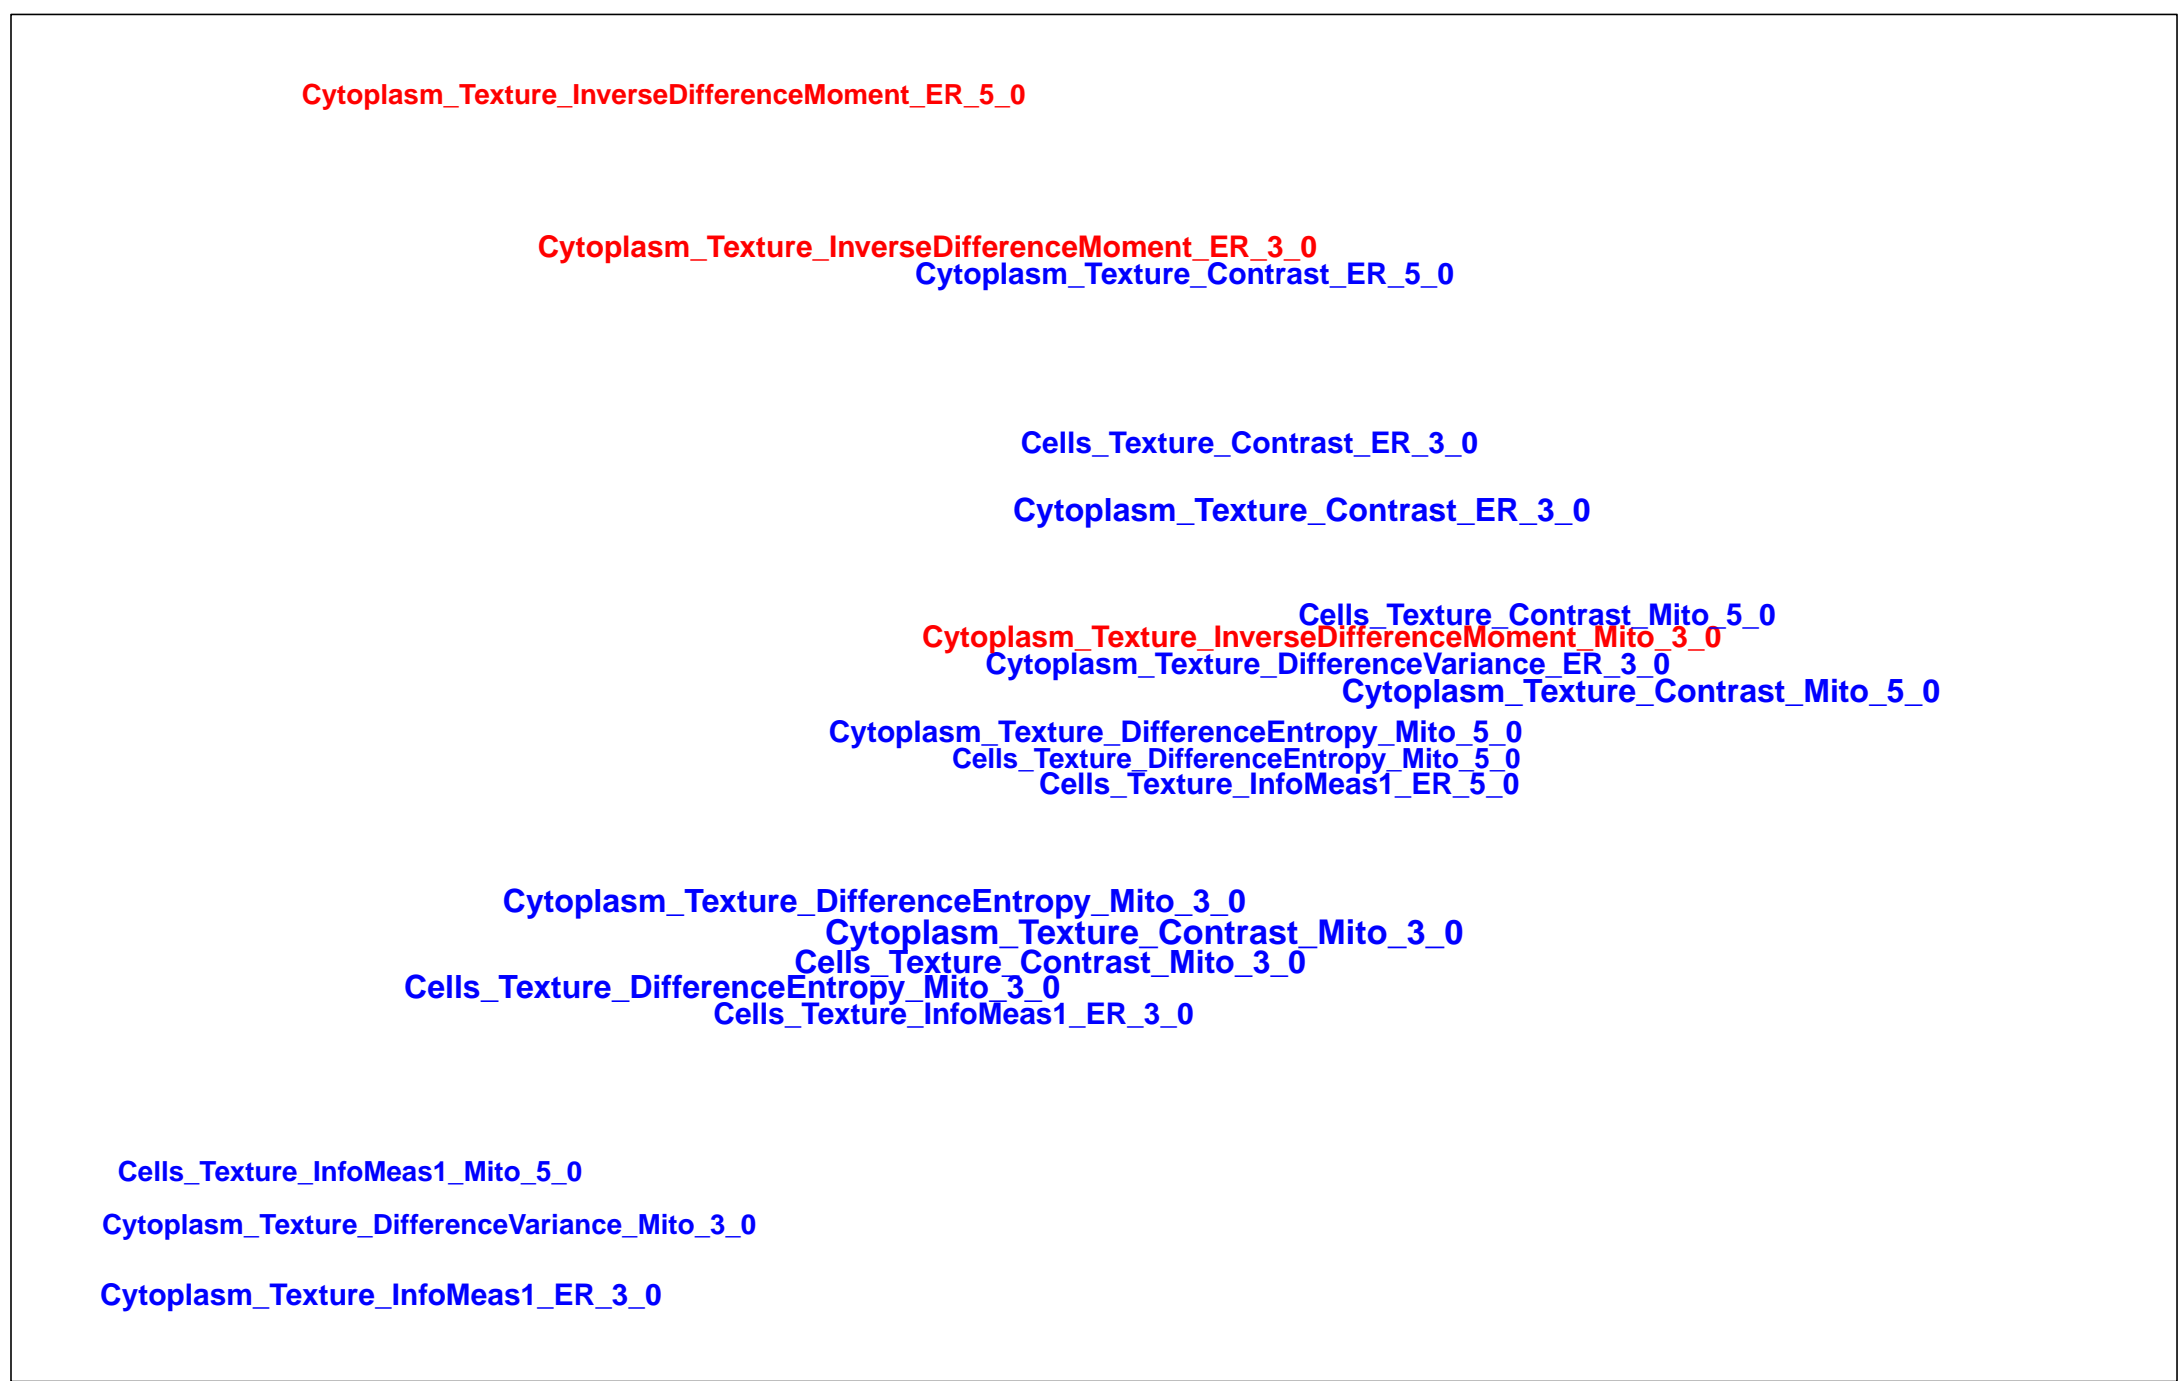 Cytoplasm_Texture_InverseDifferenceMoment_ER_5_0
Cytoplasm_Texture_InverseDifferenceMoment_ER_3_0
Cytoplasm_Texture_Contrast_ER_5_0
Cells_Texture_Contrast_ER_3_0
Cytoplasm_Texture_Contrast_ER_3_0
Cells_Texture_Contrast_Mito_5_0
Cytoplasm_Texture_InverseDifferenceMoment_Mito_3_0
Cytoplasm_Texture_DifferenceVariance_ER_3_0
Cytoplasm_Texture_Contrast_Mito_5_0
Cytoplasm_Texture_DifferenceEntropy_Mito_5_0
Cells_Texture_DifferenceEntropy_Mito_5_0
Cells_Texture_InfoMeas1_ER_5_0
Cytoplasm_Texture_DifferenceEntropy_Mito_3_0
Cytoplasm_Texture_Contrast_Mito_3_0
Cells_Texture_Contrast_Mito_3_0
Cells_Texture_DifferenceEntropy_Mito_3_0
Cells_Texture_InfoMeas1_ER_3_0
Cells_Texture_InfoMeas1_Mito_5_0
Cytoplasm_Texture_DifferenceVariance_Mito_3_0
Cytoplasm_Texture_InfoMeas1_ER_3_0